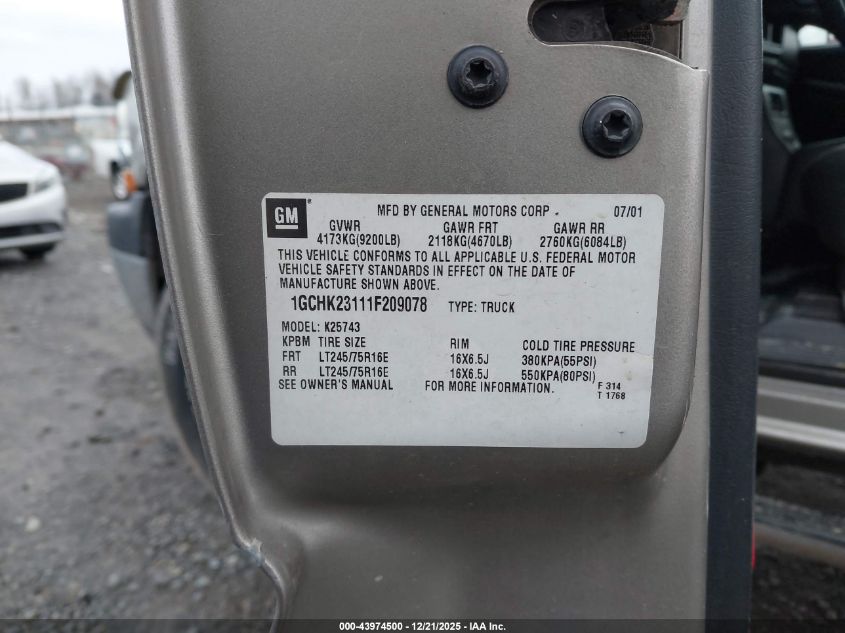 GM
MFD BY GENERAL MOTORS CORP. 07/01
GVWR GAWR FRT GAWR RR
4173KG(9200LB) 2118KG(4670LB) 2760KG(6084LB)
THIS VEHICLE CONFORMS TO ALL APPLICABLE U.S. FEDERAL MOTOR
VEHICLE SAFETY STANDARDS IN EFFECT ON THE DATE OF
MANUFACTURE SHOWN ABOVE.
1GCHK23111F209078 TYPE: TRUCK
MODEL: K25743
KPBM TIRE SIZE RIM COLD TIRE PRESSURE
FRT LT245/75R16E 16X6.5J 380KPA(55PSI)
RR LT245/75R16E 16X6.5J 550KPA(80PSI)
SEE OWNER'S MANUAL FOR MORE INFORMATION.
F 314
T 1768
000-43974500 • 12/21/2025 - IAA Inc.